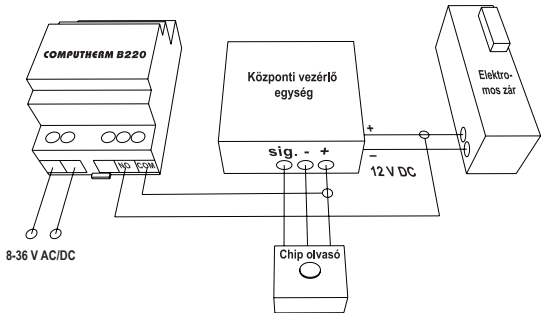 COMPUTHERM B220
NO COM
8-36 V AC/DC
Központi vezérlő
egység
sig. - +
+
–
12 V DC
Elektro-
mos zár
Chip olvasó